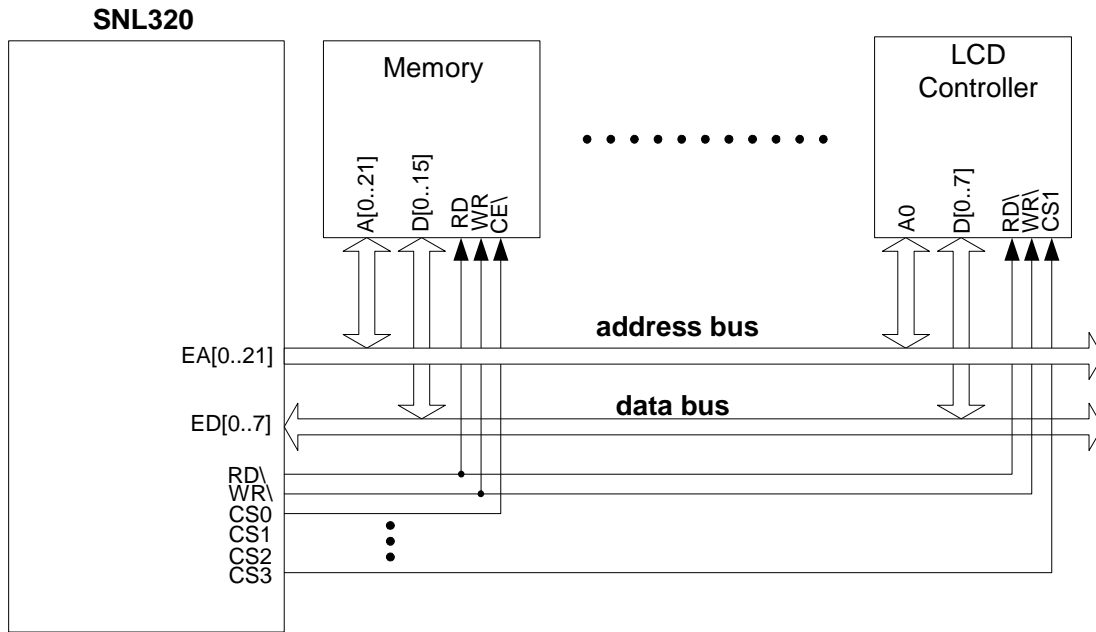 SNL320
Memory
A[0..21]
D[0..15]
RD
WR
CE\
LCD
Controller
A0
D[0..7]
RD\
WR\
CS1
address bus
EA[0..21]
data bus
ED[0..7]
RD\
WR\
CS0
CS1
CS2
CS3